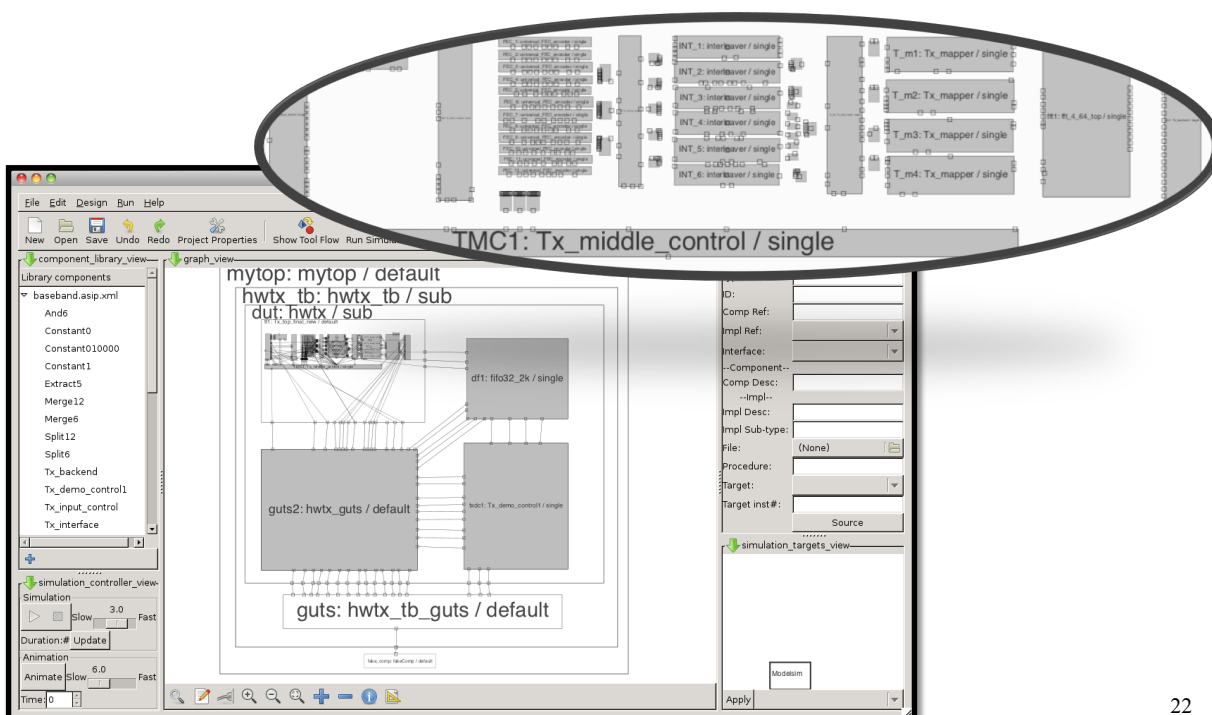 INT_1: interleaver / single
INT_2: interleaver / single
INT_3: interleaver / single
INT_4: interleaver / single
INT_5: interleaver / single
INT_6: interleaver / single
T_m1: Tx_mapper / single
T_m2: Tx_mapper / single
T_m3: Tx_mapper / single
T_m4: Tx_mapper / single
fft1: fft_4_64_top / single
TMC1: Tx_middle_control / single
File Edit Design Run Help
New Open Save Undo Redo Project Properties Show Tool Flow
component_library_view
Library components
baseband.asip.xml
And6
Constant0
Constant010000
Constant1
Extract5
Merge12
Merge6
Split12
Split6
Tx_backend
Tx_demo_control1
Tx_input_control
Tx_interface
simulation_controller_view
Simulation
Slow 3.0 Fast
Duration:# Update
Animation
Animate Slow 6.0 Fast
Time: 0
graph_view
mytop: mytop / default
hwtx_tb: hwtx_tb / sub
dut: hwtx / sub
tt1: Tx_top_final_new / default
df1: fifo32_2k / single
guts2: hwtx_guts / default
txdc1: Tx_demo_control1 / single
guts: hwtx_tb_guts / default
fake_comp: fakeComp / default
ID:
Comp Ref:
Impl Ref:
Interface:
--Component--
Comp Desc:
--Impl--
Impl Desc:
Impl Sub-type:
File: (None)
Procedure:
Target:
Target inst#:
Source
simulation_targets_view
Modelsim
Apply
22